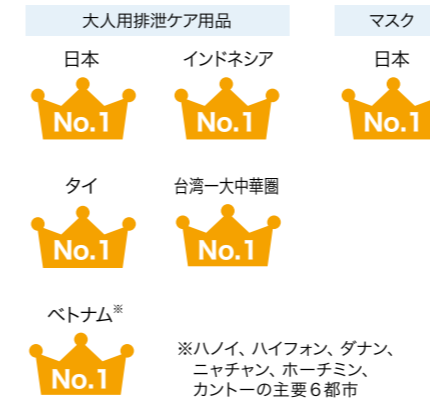 大人用排泄ケア用品
マスク
日本
インドネシア
日本
No.1
No.1
No.1
タイ
台湾ー大中華圏
No.1
No.1
ベトナム※
No.1
※ハノイ、ハイフォン、ダナン、
ニャチャン、ホーチミン、
カントーの主要6都市